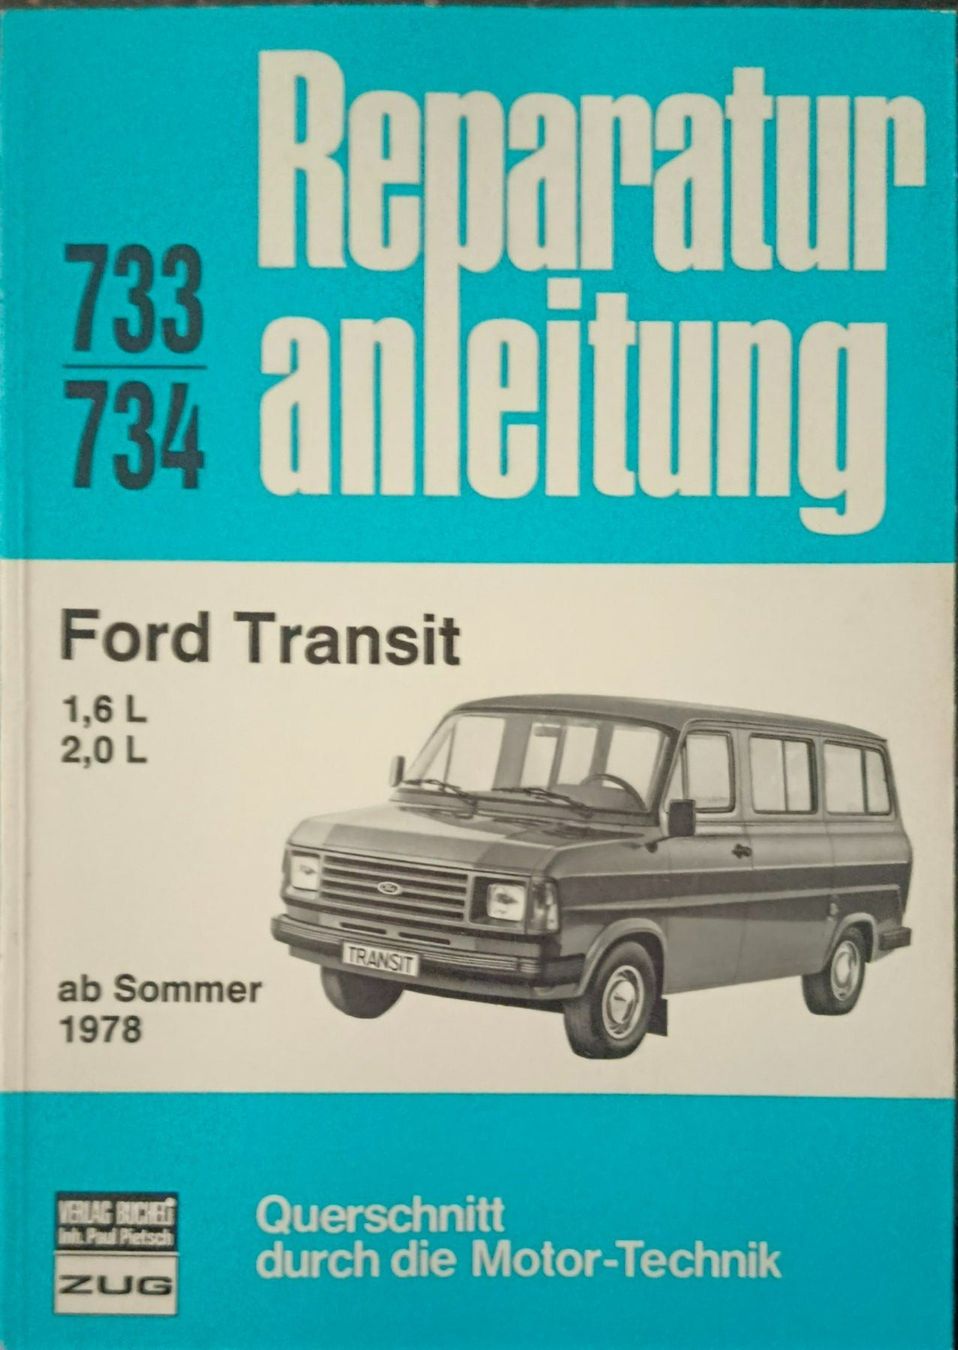 Reparatur
anleitung
733
734
Ford Transit
1,6 L
2,0 L
Ford
TRANSIT
ab Sommer
1978
Querschnitt
durch die Motor-Technik
VERLAG BUCHELI
Inh. Paul Pietsch
ZUG